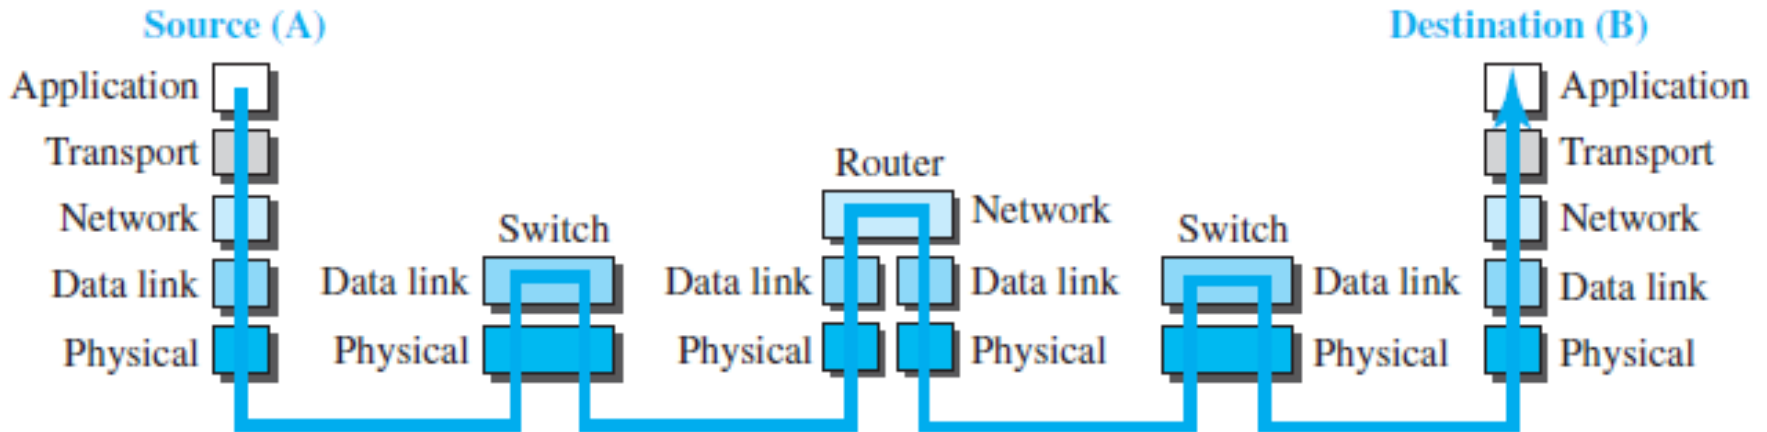 Source (A)
Destination (B)
Application
Application
Transport
Transport
Router
Network
Network
Network
Switch
Switch
Data link
Data link
Data link
Data link
Data link
Data link
Physical
Physical
Physical
Physical
Physical
Physical